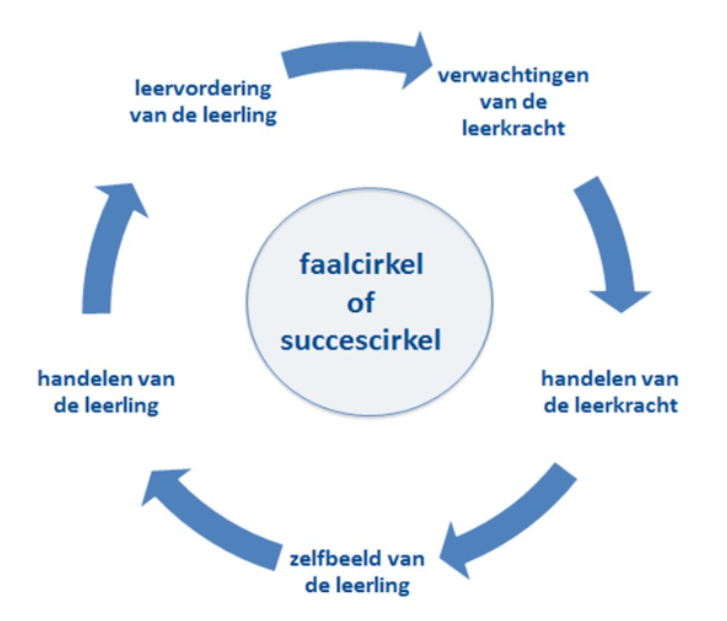 leervordering
van de leerling
verwachtingen
van de
leerkracht
faalcirkel
of
succescirkel
handelen van
de leerling
handelen van
de leerkracht
zelfbeeld van
de leerling